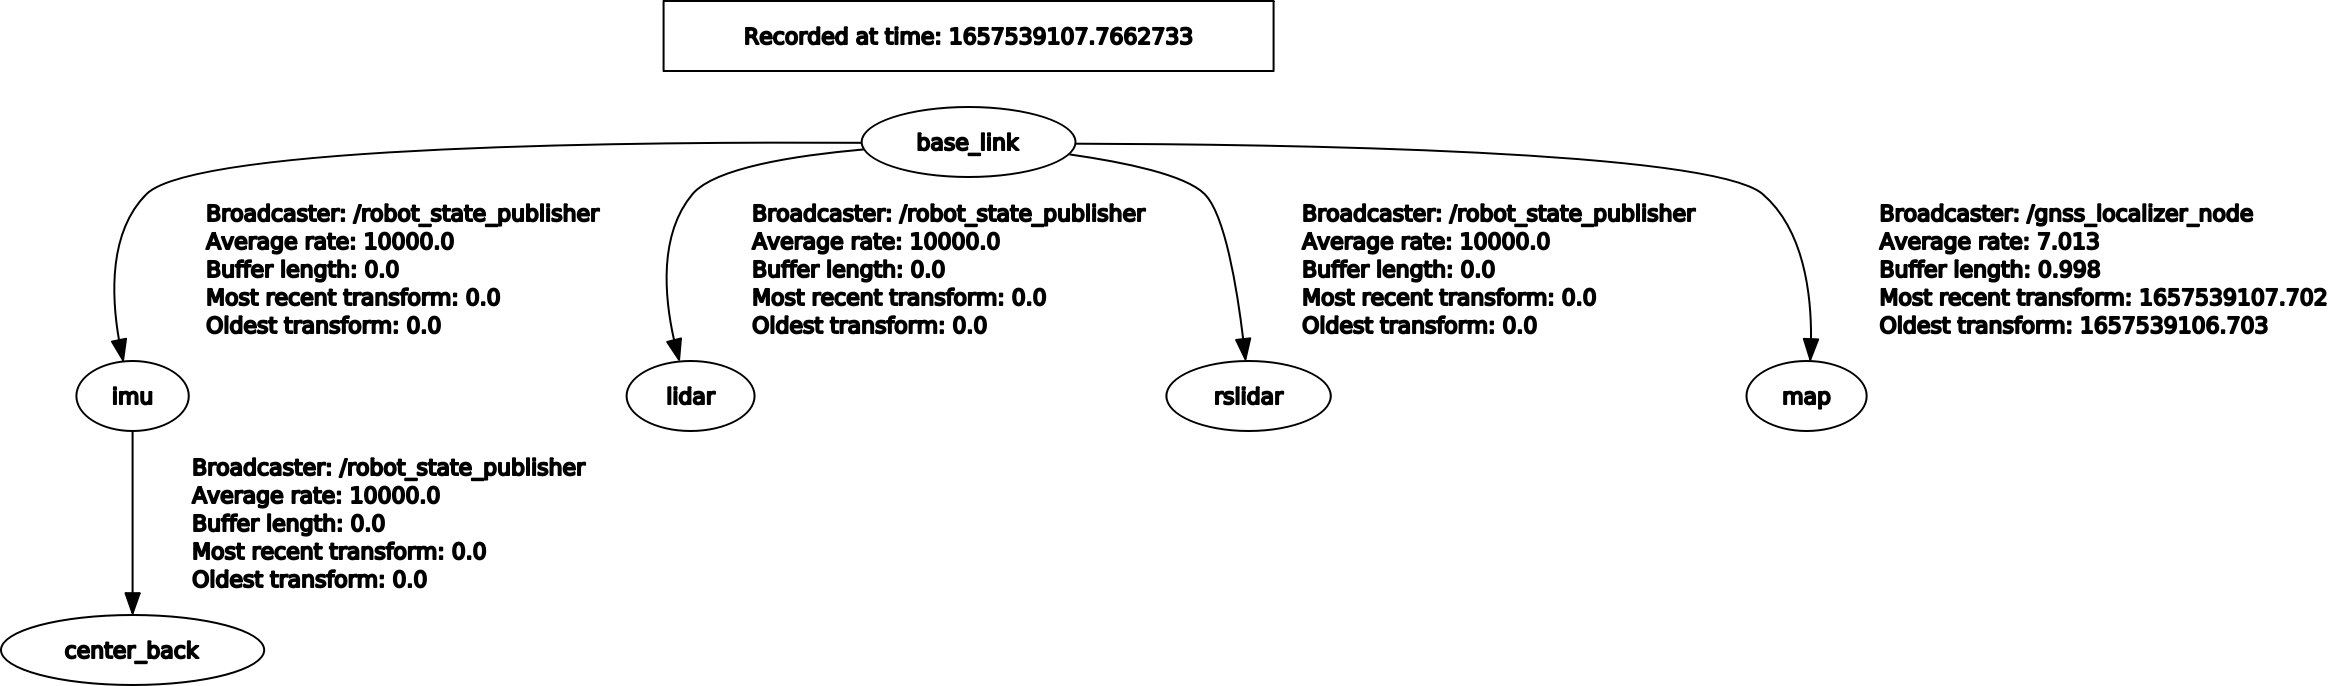 Recorded at time: 1657539107.7662733
base_link
Broadcaster: /robot_state_publisher
Average rate: 10000.0
Buffer length: 0.0
Most recent transform: 0.0
Oldest transform: 0.0
Broadcaster: /robot_state_publisher
Average rate: 10000.0
Buffer length: 0.0
Most recent transform: 0.0
Oldest transform: 0.0
Broadcaster: /robot_state_publisher
Average rate: 10000.0
Buffer length: 0.0
Most recent transform: 0.0
Oldest transform: 0.0
Broadcaster: /gnss_localizer_node
Average rate: 7.013
Buffer length: 0.998
Most recent transform: 1657539107.702
Oldest transform: 1657539106.703
imu
lidar
rslidar
map
Broadcaster: /robot_state_publisher
Average rate: 10000.0
Buffer length: 0.0
Most recent transform: 0.0
Oldest transform: 0.0
center_back